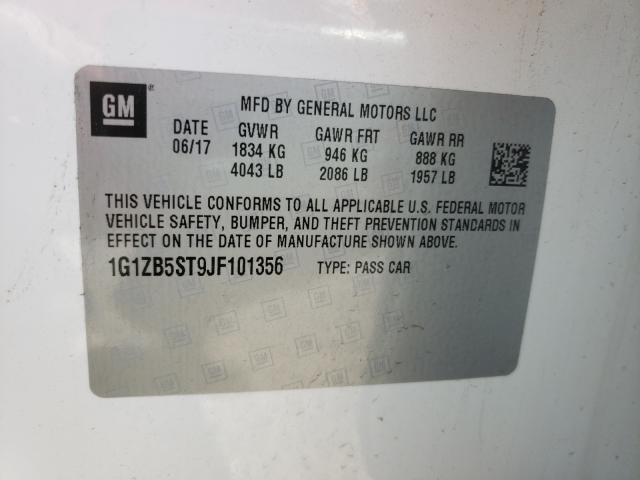 GM
MFD BY GENERAL MOTORS LLC
DATE GVWR GAWR FRT GAWR RR
06/17 1834 KG 946 KG 888 KG
4043 LB 2086 LB 1957 LB
THIS VEHICLE CONFORMS TO ALL APPLICABLE U.S. FEDERAL MOTOR
VEHICLE SAFETY, BUMPER, AND THEFT PREVENTION STANDARDS IN
EFFECT ON THE DATE OF MANUFACTURE SHOWN ABOVE.
1G1ZB5ST9JF101356 TYPE: PASS CAR